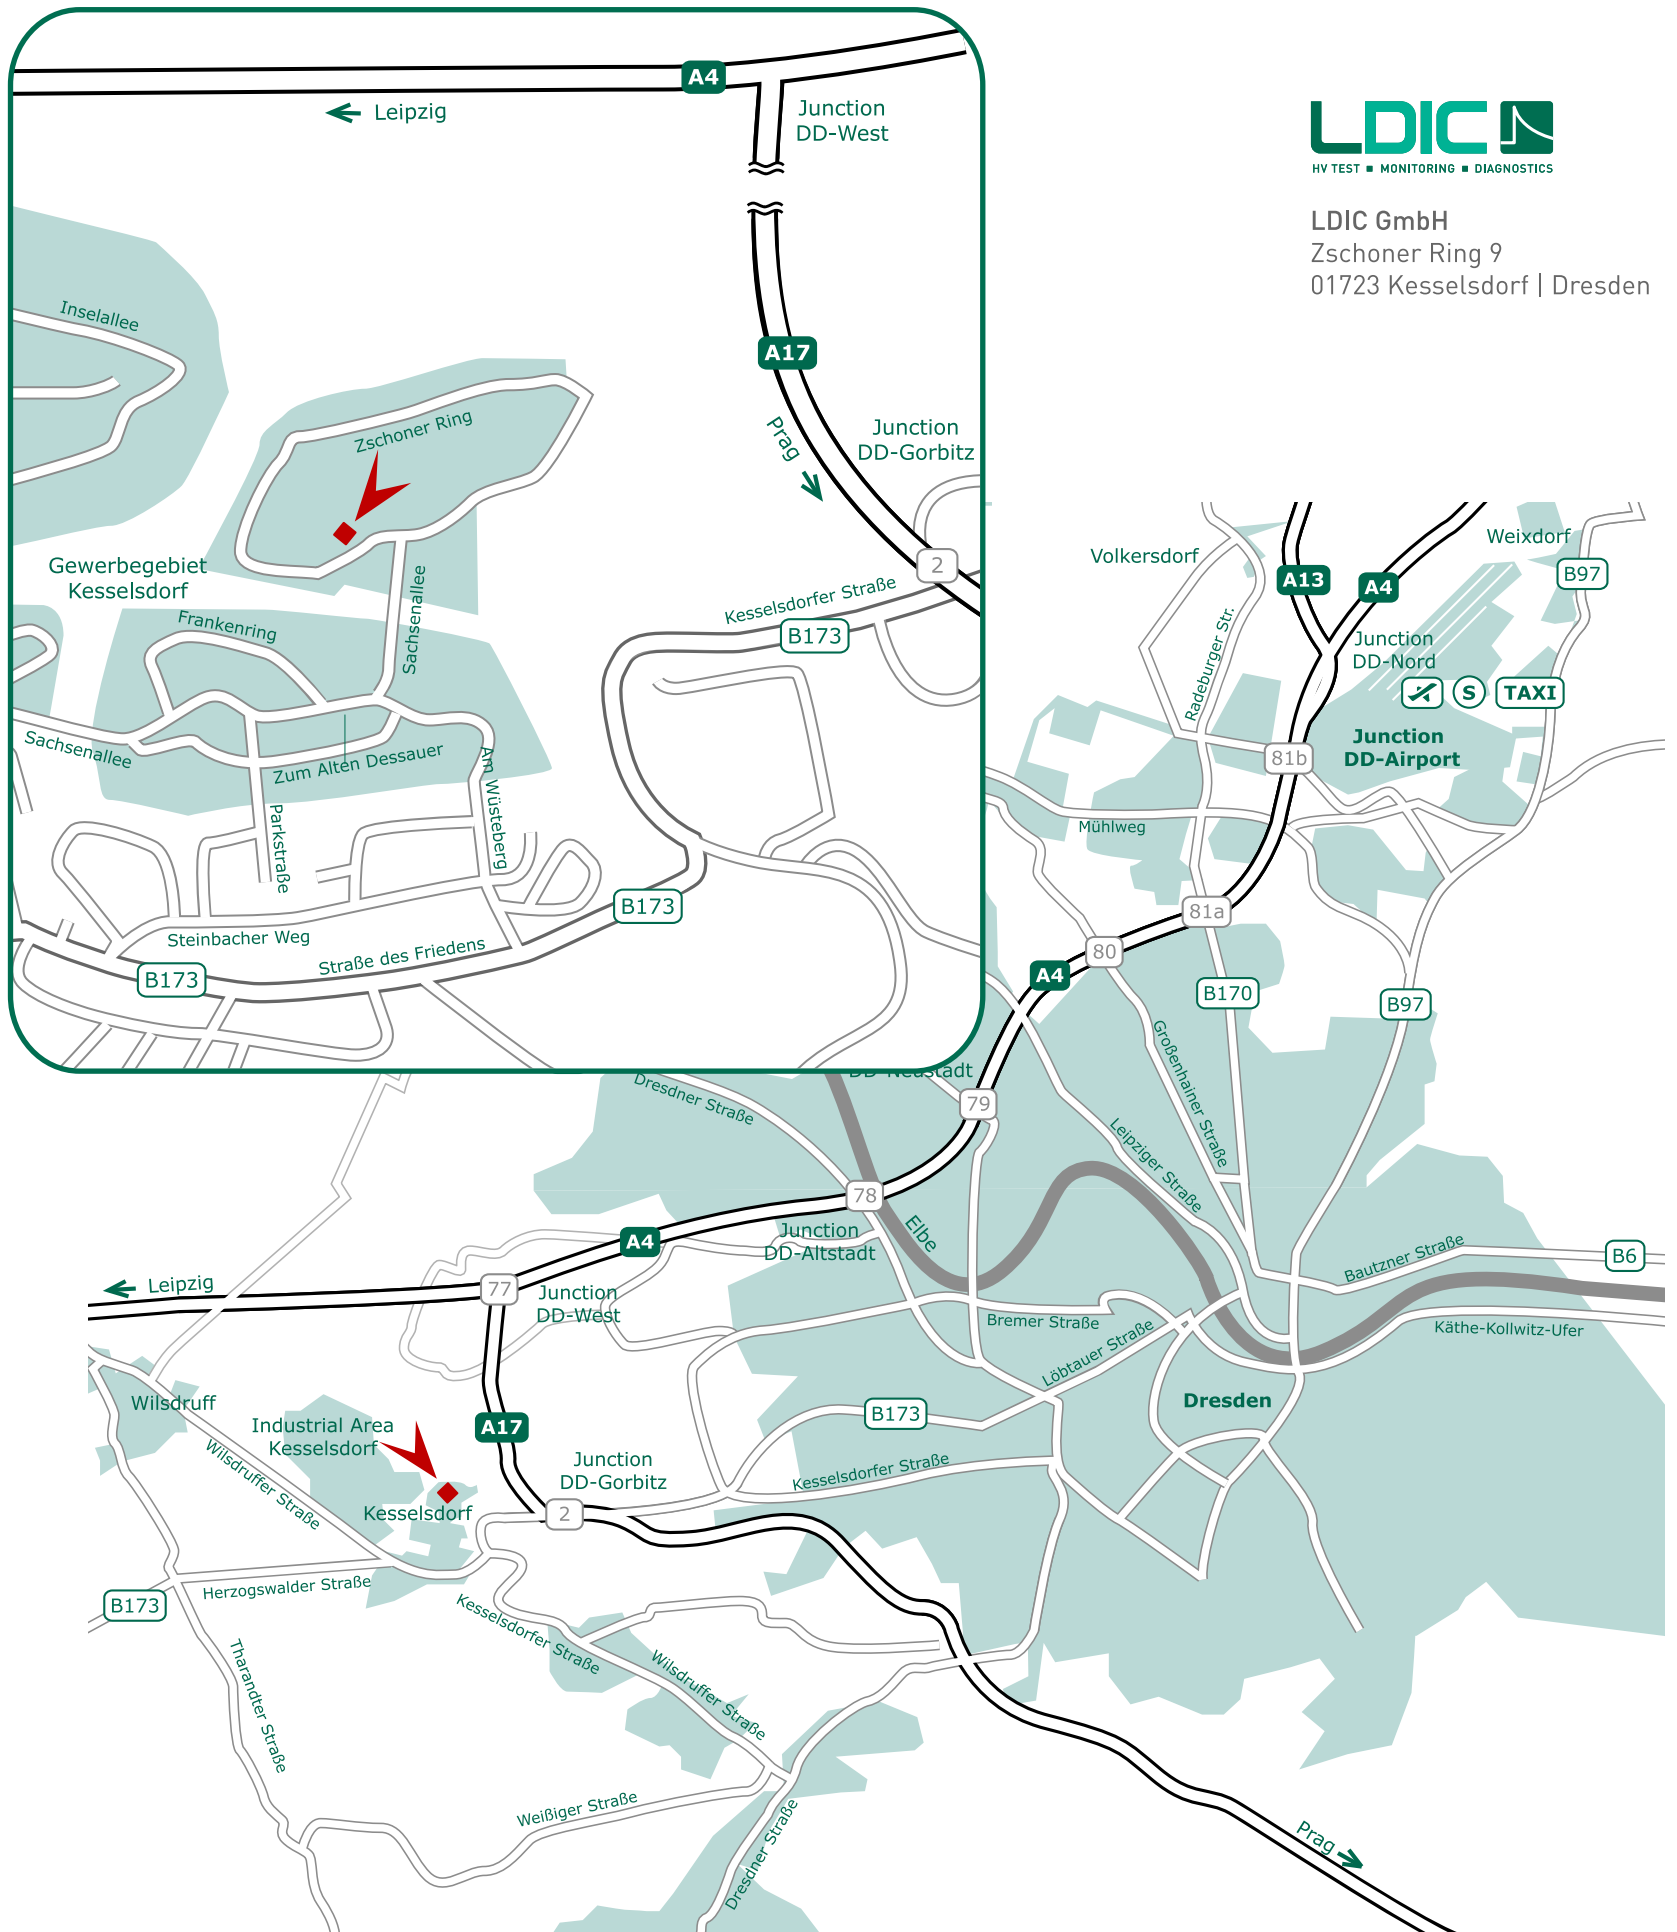 A4
Leipzig
Junction
DD-West
Inselallee
A17
Prag
Junction
DD-Gorbitz
2
Zschoner Ring
Gewerbegebiet
Kesselsdorf
Frankenring
Sachsenallee
Kesselsdorfer Straße
B173
Sachsenallee
Zum Alten Dessauer
Am Wüsteberg
Parkstraße
B173
Steinbacher Weg
Straße des Friedens
B173
LDIC
HV TEST ■ MONITORING ■ DIAGNOSTICS
LDIC GmbH
Zschoner Ring 9
01723 Kesselsdorf | Dresden
Volkersdorf
A13
A4
Weixdorf
B97
Radeburger Str.
Junction
DD-Nord
S
TAXI
81b
Junction
DD-Airport
Mühlweg
81a
80
A4
B170
B97
Großenhainer Straße
DD-Neustadt
Dresdner Straße
79
Leipziger Straße
78
Elbe
Junction
DD-Altstadt
A4
Leipzig
77
Junction
DD-West
Bautzner Straße
B6
Bremer Straße
Käthe-Kollwitz-Ufer
Löbtauer Straße
Dresden
B173
Wilsdruff
Industrial Area
Kesselsdorf
A17
Wilsdruffer Straße
Junction
DD-Gorbitz
Kesselsdorfer Straße
Kesselsdorf
2
Herzogswalder Straße
B173
Kesselsdorfer Straße
Tharandter Straße
Wilsdruffer Straße
Weißiger Straße
Dresdner Straße
Prag